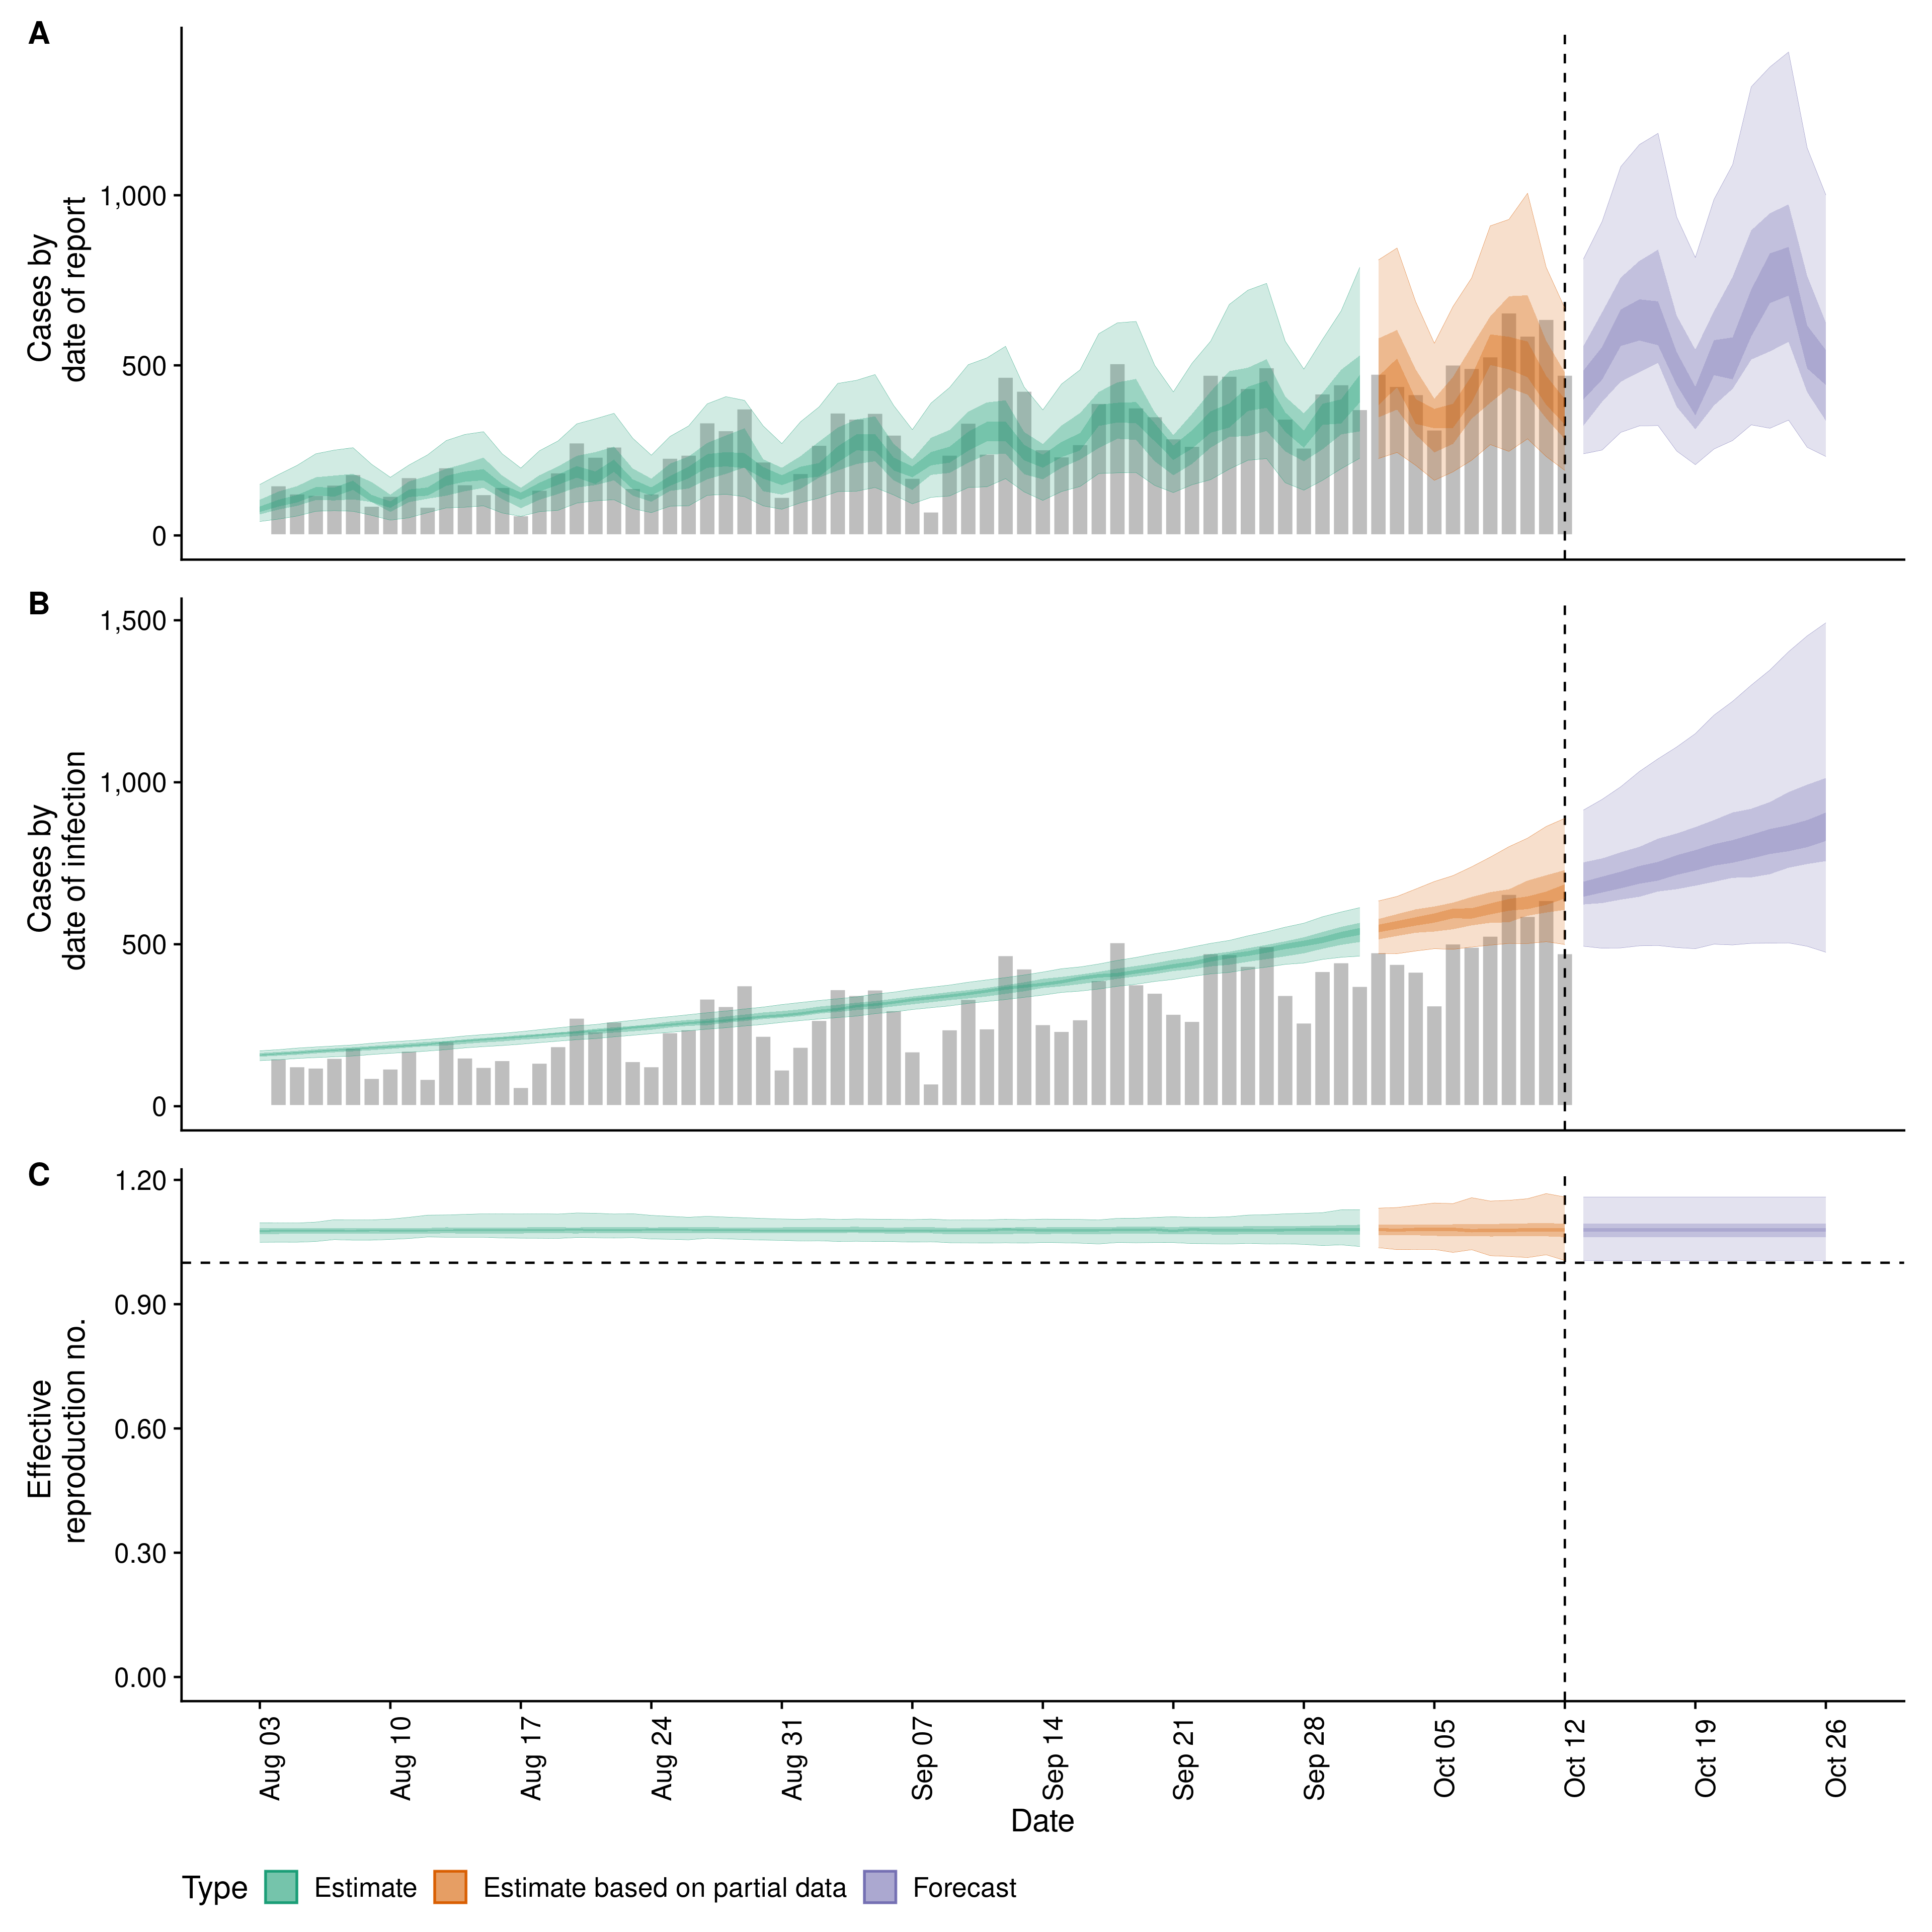 A
Cases by
date of report
1,000
500
0
B
Cases by
date of infection
1,500
1,000
500
0
C
Effective
reproduction no.
1.20
0.90
0.60
0.30
0.00
Aug 03
Aug 10
Aug 17
Aug 24
Aug 31
Sep 07
Sep 14
Sep 21
Sep 28
Oct 05
Oct 12
Oct 19
Oct 26
Date
Type Estimate Estimate based on partial data Forecast